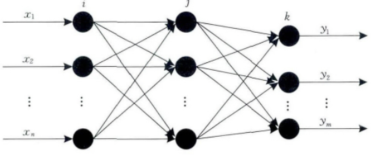 i j k
x₁ y₁
x₂ y₂
⋮ ⋮ ⋮ ⋮
xₙ yₘ